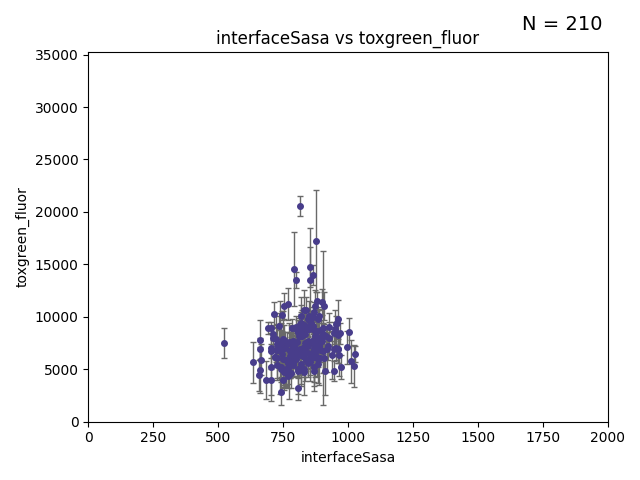 N = 210
interfaceSasa vs toxgreen_fluor
35000
30000
25000
20000
15000
10000
5000
0
toxgreen_fluor
0 250 500 750 1000 1250 1500 1750 2000
interfaceSasa